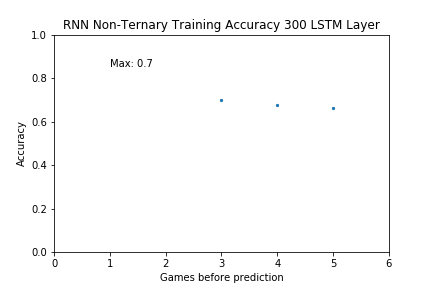 RNN Non-Ternary Training Accuracy 300 LSTM Layer
1.0
Max: 0.7
0.8
0.6
Accuracy
0.4
0.2
0.0
0 1 2 3 4 5 6
Games before prediction